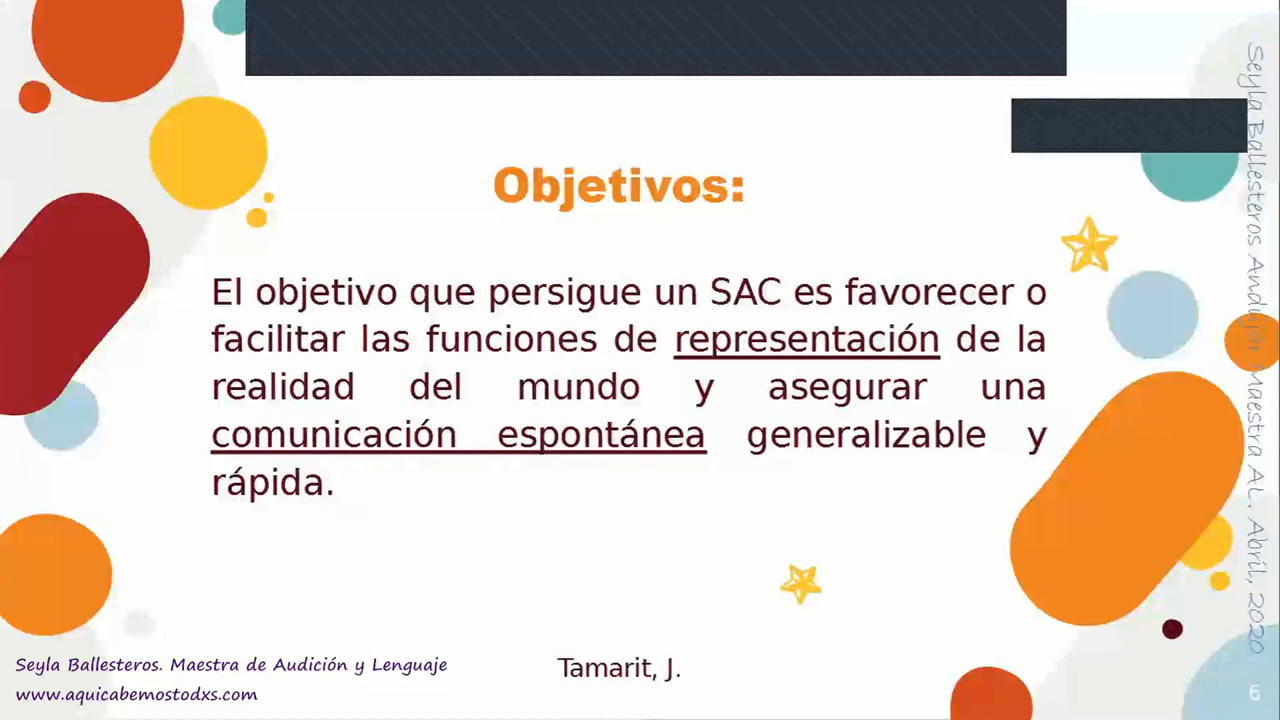 Objetivos:
El objetivo que persigue un SAC es favorecer o
facilitar las funciones de representación de la
realidad del mundo y asegurar una
comunicación espontánea generalizable y
rápida.
Tamarit, J.
Seyla Ballesteros. Maestra de Audición y Lenguaje
www.aquicabemostodxs.com
Seyla Ballesteros Andújar Maestra AL. Abril, 2020
6